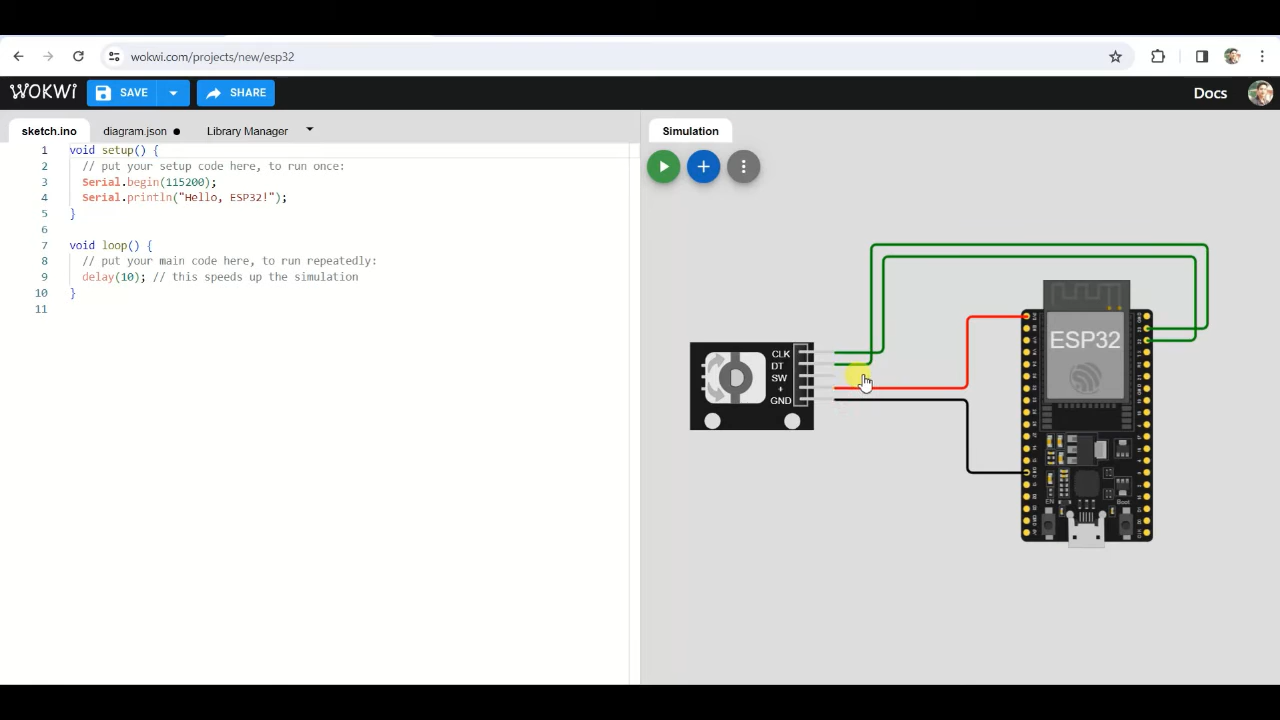 wokwi.com/projects/new/esp32
WOKWi
SAVE
SHARE
Docs
sketch.ino
diagram.json
Library Manager
Simulation
1 void setup() {
2 // put your setup code here, to run once:
3 Serial.begin(115200);
4 Serial.println("Hello, ESP32!");
5 }
6
7 void loop() {
8 // put your main code here, to run repeatedly:
9 delay(10); // this speeds up the simulation
10 }
11
CLK
DT
SW
+
GND
ESP32
EN
Boot